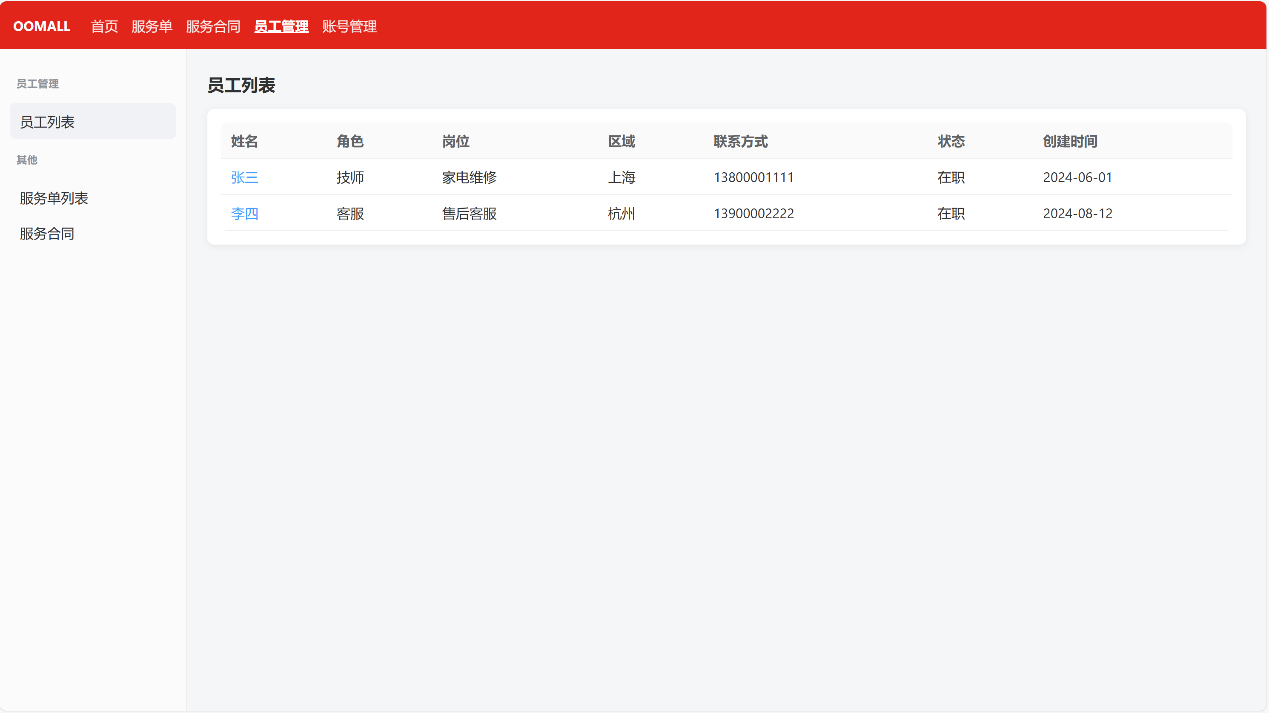 OOMALL 首页 服务单 服务合同 员工管理 账号管理
员工管理
员工列表
其他
服务单列表
服务合同
员工列表
姓名 角色 岗位 区域 联系方式 状态 创建时间
张三 技师 家电维修 上海 13800001111 在职 2024-06-01
李四 客服 售后客服 杭州 13900002222 在职 2024-08-12